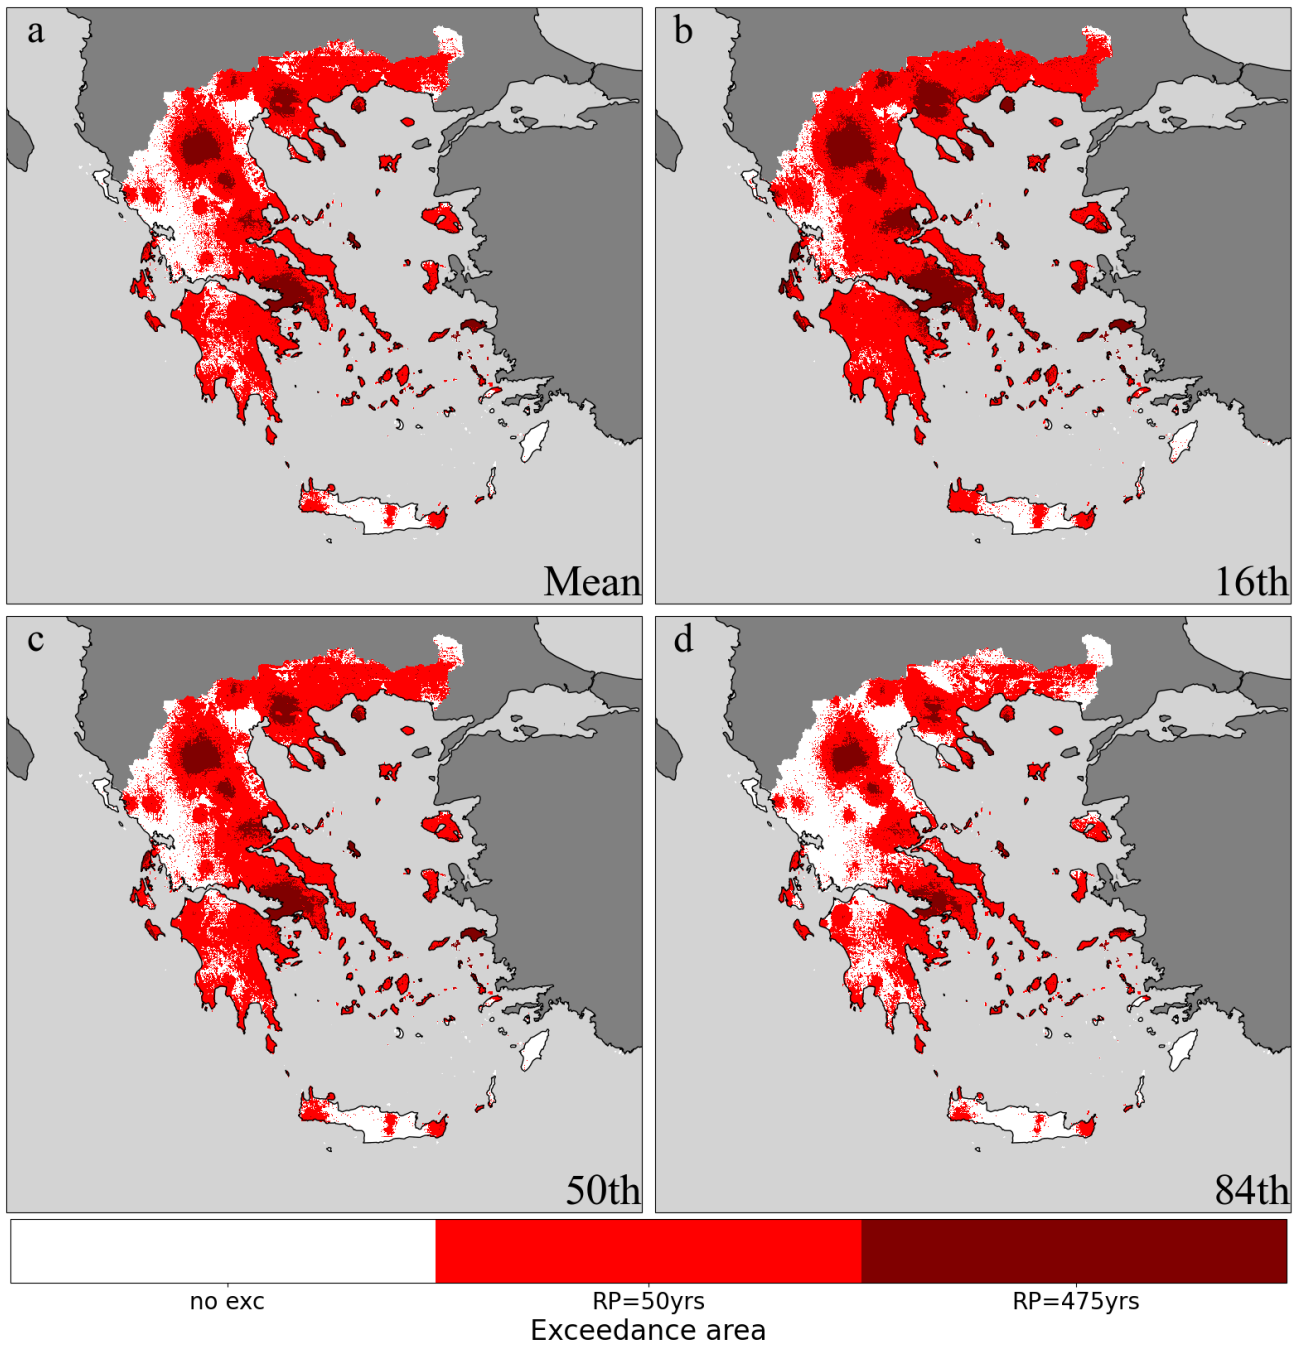 a
b
Mean
16th
c
d
50th
84th
no exc
RP=50yrs
RP=475yrs
Exceedance area